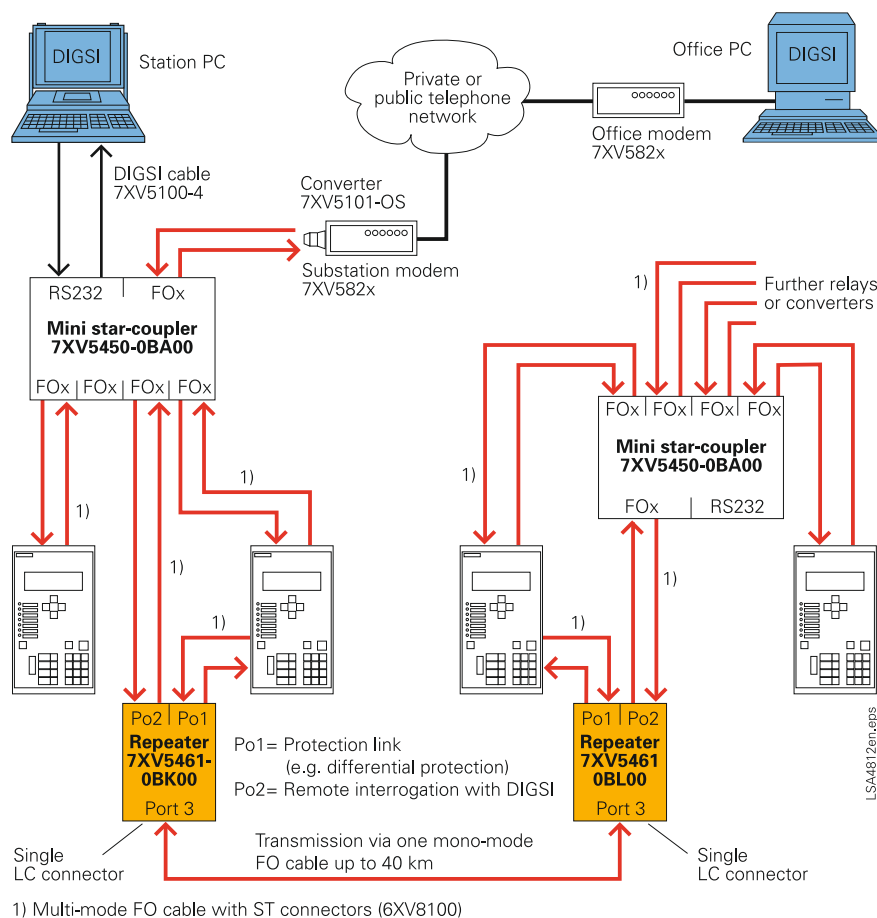 DIGSI
Station PC
Private or
public telephone
network
Office PC
DIGSI
Office modem
7XV582x
DIGSI cable
7XV5100-4
Converter
7XV5101-OS
Substation modem
7XV582x
RS232 FOx
Mini star-coupler
7XV5450-0BA00
FOx FOx FOx FOx
1)
Further relays
or converters
FOx FOx FOx FOx
Mini star-coupler
7XV5450-0BA00
FOx RS232
1)
1)
1)
1)
1)
1)
1)
Po2 Po1
Repeater
7XV5461-
0BK00
Port 3
Po1= Protection link
(e.g. differential protection)
Po2= Remote interrogation with DIGSI
Po1 Po2
Repeater
7XV5461
0BL00
Port 3
Single
LC connector
Transmission via one mono-mode
FO cable up to 40 km
Single
LC connector
LSA4812en.eps
1) Multi-mode FO cable with ST connectors (6XV8100)